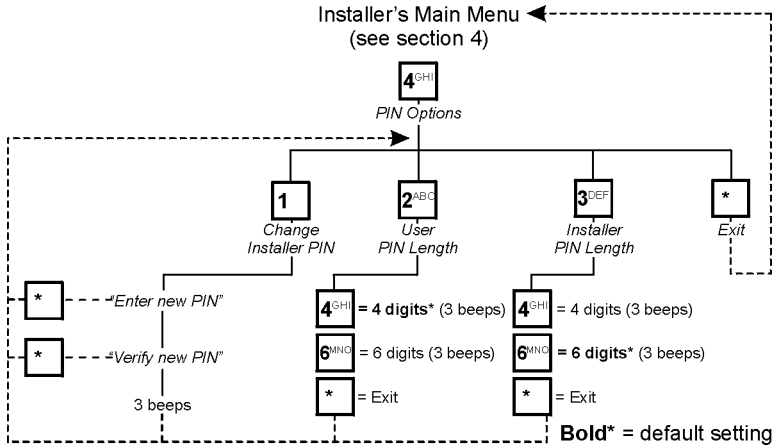 Installer's Main Menu
(see section 4)
4GHI
PIN Options
1
Change
Installer PIN
2ABC
User
PIN Length
3DEF
Installer
PIN Length
*
Exit
*
"Enter new PIN"
*
"Verify new PIN"
3 beeps
4GHI = 4 digits* (3 beeps)
6MNO = 6 digits (3 beeps)
* = Exit
4GHI = 4 digits (3 beeps)
6MNO = 6 digits* (3 beeps)
* = Exit
Bold* = default setting